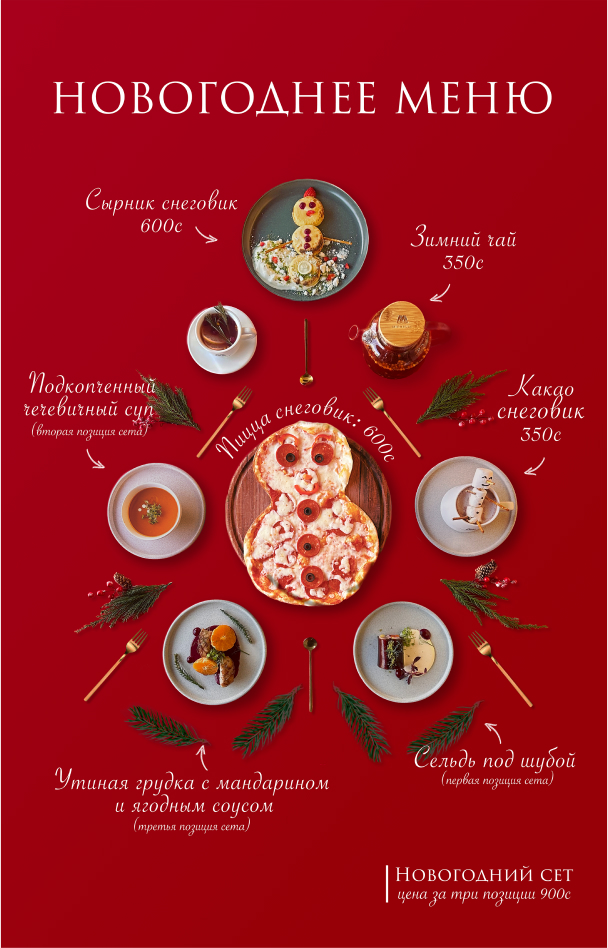 НОВОГОДНЕЕ МЕНЮ
Сырник снеговик
600с
Зимний чай
350с
Подкопченный
чечевичный суп
(вторая позиция сета)
Пицца снеговик: 600с
Какао
снеговик
350с
Утиная грудка с мандарином
и ягодным соусом
(третья позиция сета)
Сельдь под шубой
(первая позиция сета)
НОВОГОДНИЙ СЕТ
цена за три позиции 900с